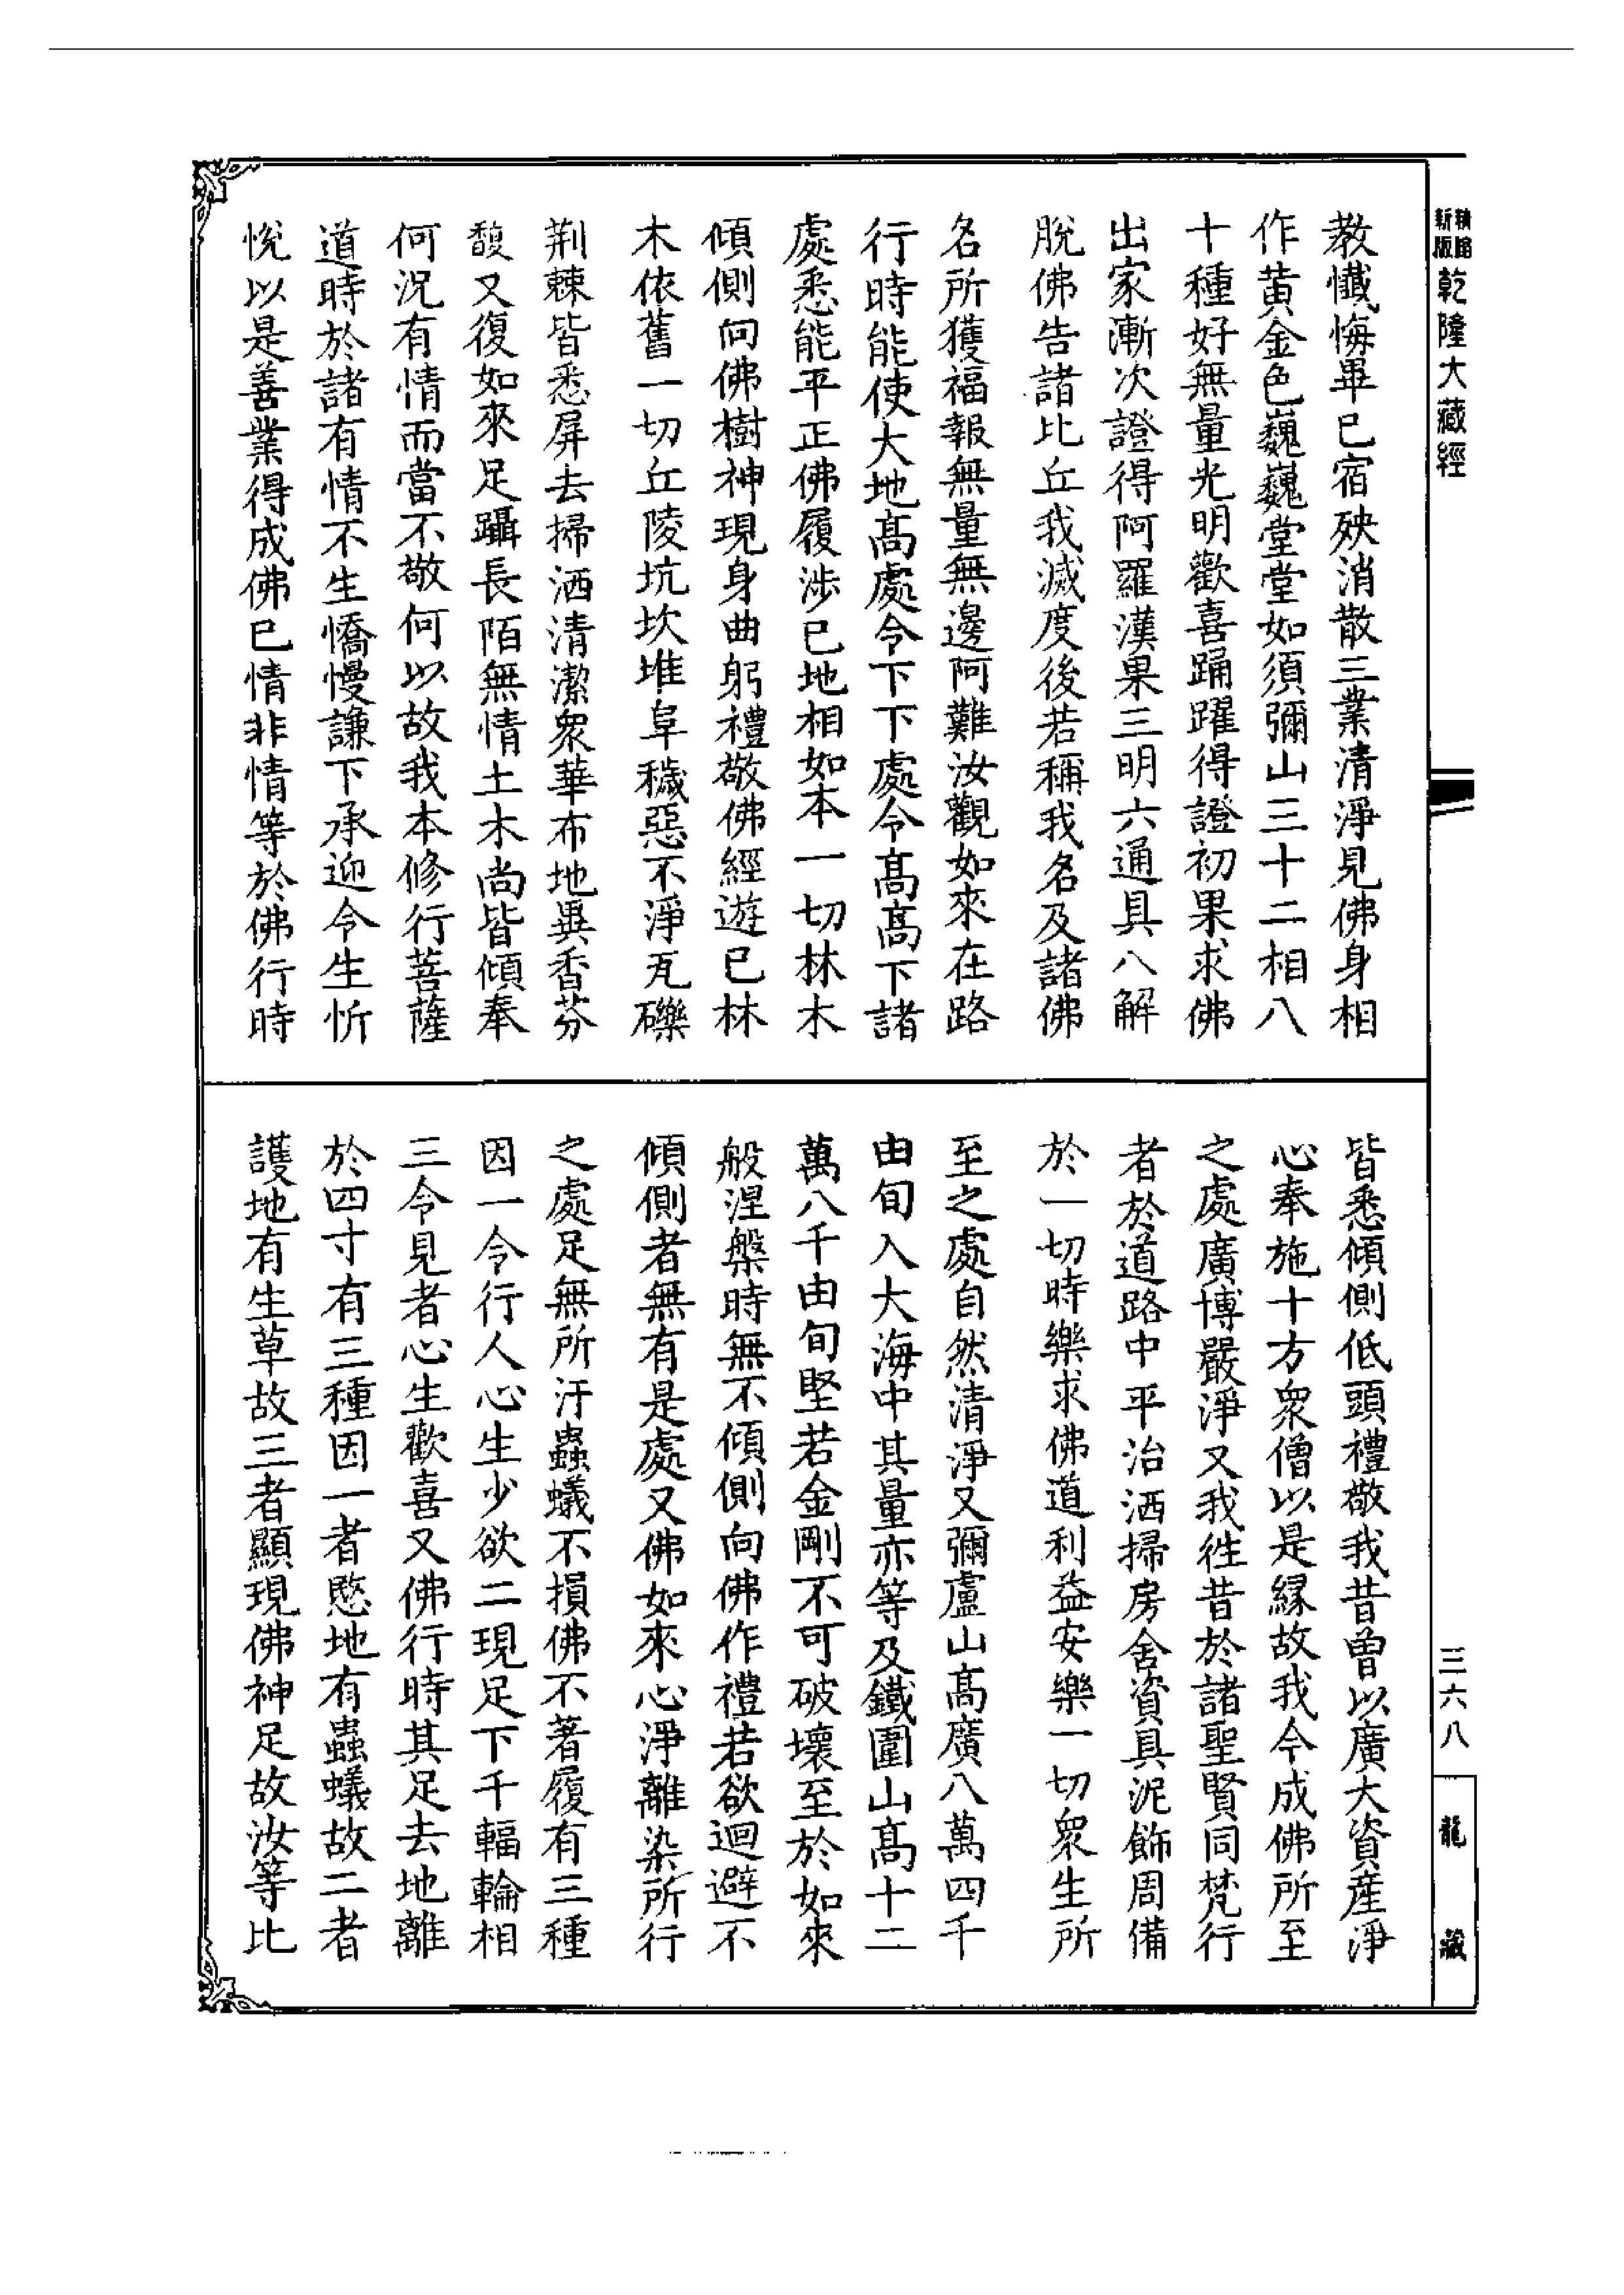 新版
精路
乾隆大藏經
教懺悔畢已宿殃消散三業清淨見佛身相
作黄金色巍巍堂堂如須彌山三十二相八
十種好無量光明歡喜踊躍得證初果求佛
出家漸次證得阿羅漢果三明六通具八解
脫佛告諸比丘我滅度後若稱我名及諸佛
名所獲福報無量無邊阿難汝觀如來在路
行時能使大地髙處令下下處令髙髙下諸
處悉能平正佛履涉已地相如本一切林木
傾側向佛樹神現身曲躬禮敬佛經遊已林
木依舊一切丘陵坑坎堆阜穢惡不淨瓦礫
荆棘皆悉屏去掃洒清潔衆華布地異香芬
馥又復如來足躡長陌無情土木尚皆傾奉
何況有情而當不敬何以故我本修行菩薩
道時於諸有情不生憍慢謙下承迎令生忻
悅以是善業得成佛已情非情等於佛行時
皆悉傾側低頭禮敬我昔曽以廣大資産淨
心奉施十方衆僧以是縁故我今成佛所至
之處廣博嚴淨又我徃昔於諸聖賢同梵行
者於道路中平治洒掃房舍資具泥飾周備
於一切時樂求佛道利益安樂一切衆生所
至之處自然清淨又彌盧山髙廣八萬四千
由旬入大海中其量亦等及鐵圍山髙十二
萬八千由旬堅若金剛不可破壞至於如來
般涅槃時無不傾側向佛作禮若欲迴避不
傾側者無有是處又佛如來心淨離染所行
之處足無所汙蟲蟻不損佛不著履有三種
因一令行人心生少欲二現足下千輻輪相
三令見者心生歡喜又佛行時其足去地離
於四寸有三種因一者愍地有蟲蟻故二者
護地有生草故三者顯現佛神足故汝等比
三六八
龍藏